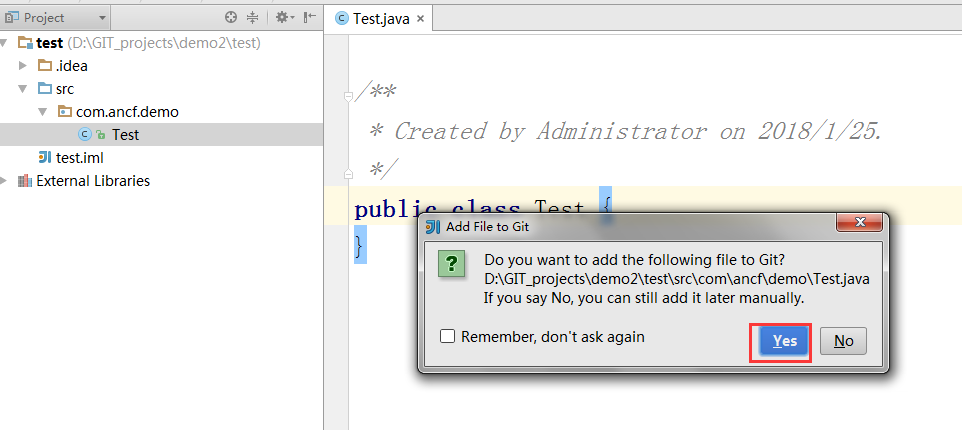 Project
Test.java
test (D:\GIT_projects\demo2\test)
.idea
src
com.ancf.demo
Test
test.iml
External Libraries
/**
* Created by Administrator on 2018/1/25.
*/
public class Test {
}
Add File to Git
Do you want to add the following file to Git?
D:\GIT_projects\demo2\test\src\com\ancf\demo\Test.java
If you say No, you can still add it later manually.
Remember, don't ask again
Yes
No